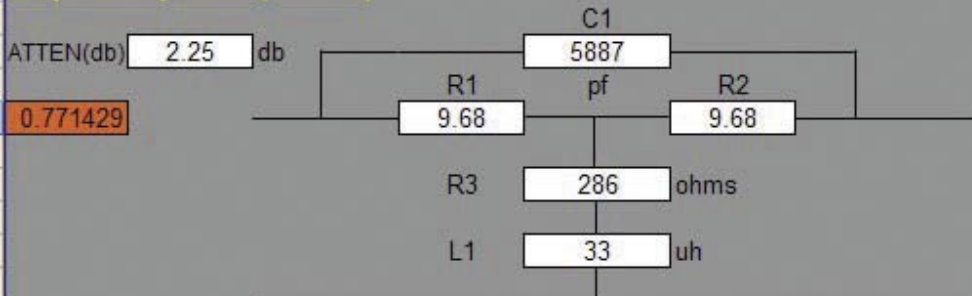 C1
ATTEN(db) 2.25 db 5887
R1 pf R2
0.771429 9.68 9.68
R3 286 ohms
L1 33 uh